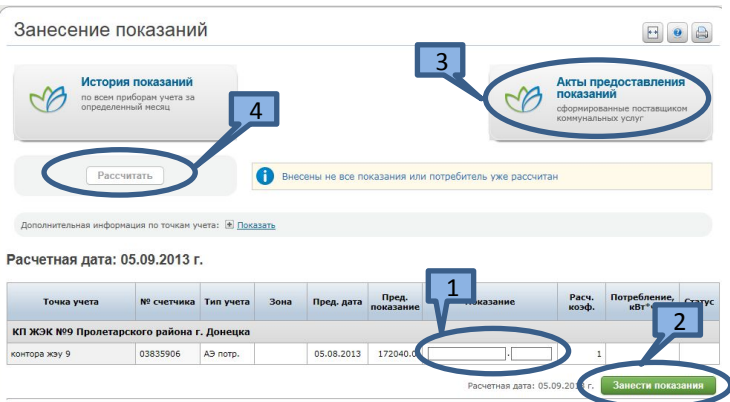 Занесение показаний
3
История показаний
по всем приборам учета за
определенный месяц
4
Акты предоставления
показаний
сформированные поставщиком
коммунальных услуг
Рассчитать
Внесены не все показания или потребитель уже рассчитан
Дополнительная информация по точкам учета: Показать
Расчетная дата: 05.09.2013 г.
1
Точка учета № счетчика Тип учета Зона Пред. дата Пред. показание Показание Расч. коэф. Потребление, Статус
2
КП ЖЭК №9 Пролетарского района г. Донецка
контора жэу 9 03835906 АЭ потр. 05.08.2013 172040.0 . 1
Расчетная дата: 05.09.2013 г. Занести показания